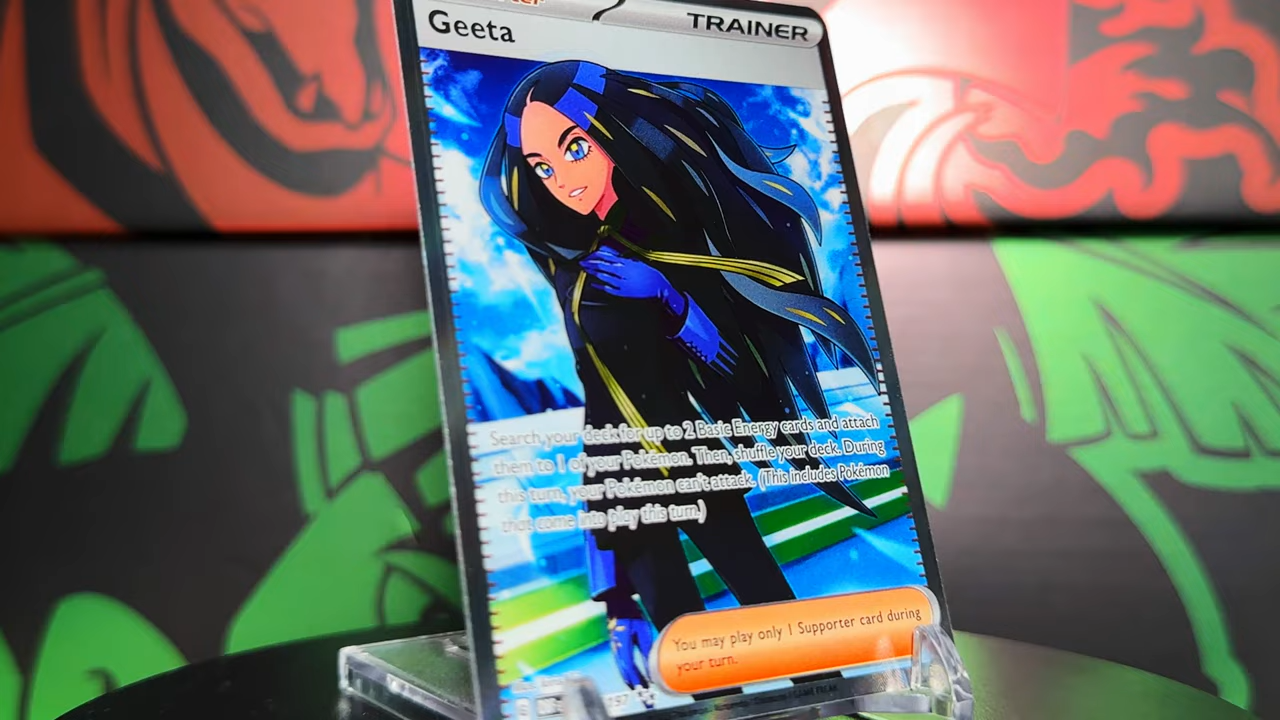 Geeta
TRAINER
Search your deck for up to 2 Basic Energy cards and attach
them to 1 of your Pokémon. Then, shuffle your deck. During
this turn, your Pokémon can't attack. (This includes Pokémon
that come into play this turn.)
You may play only 1 Supporter card during
your turn.
197